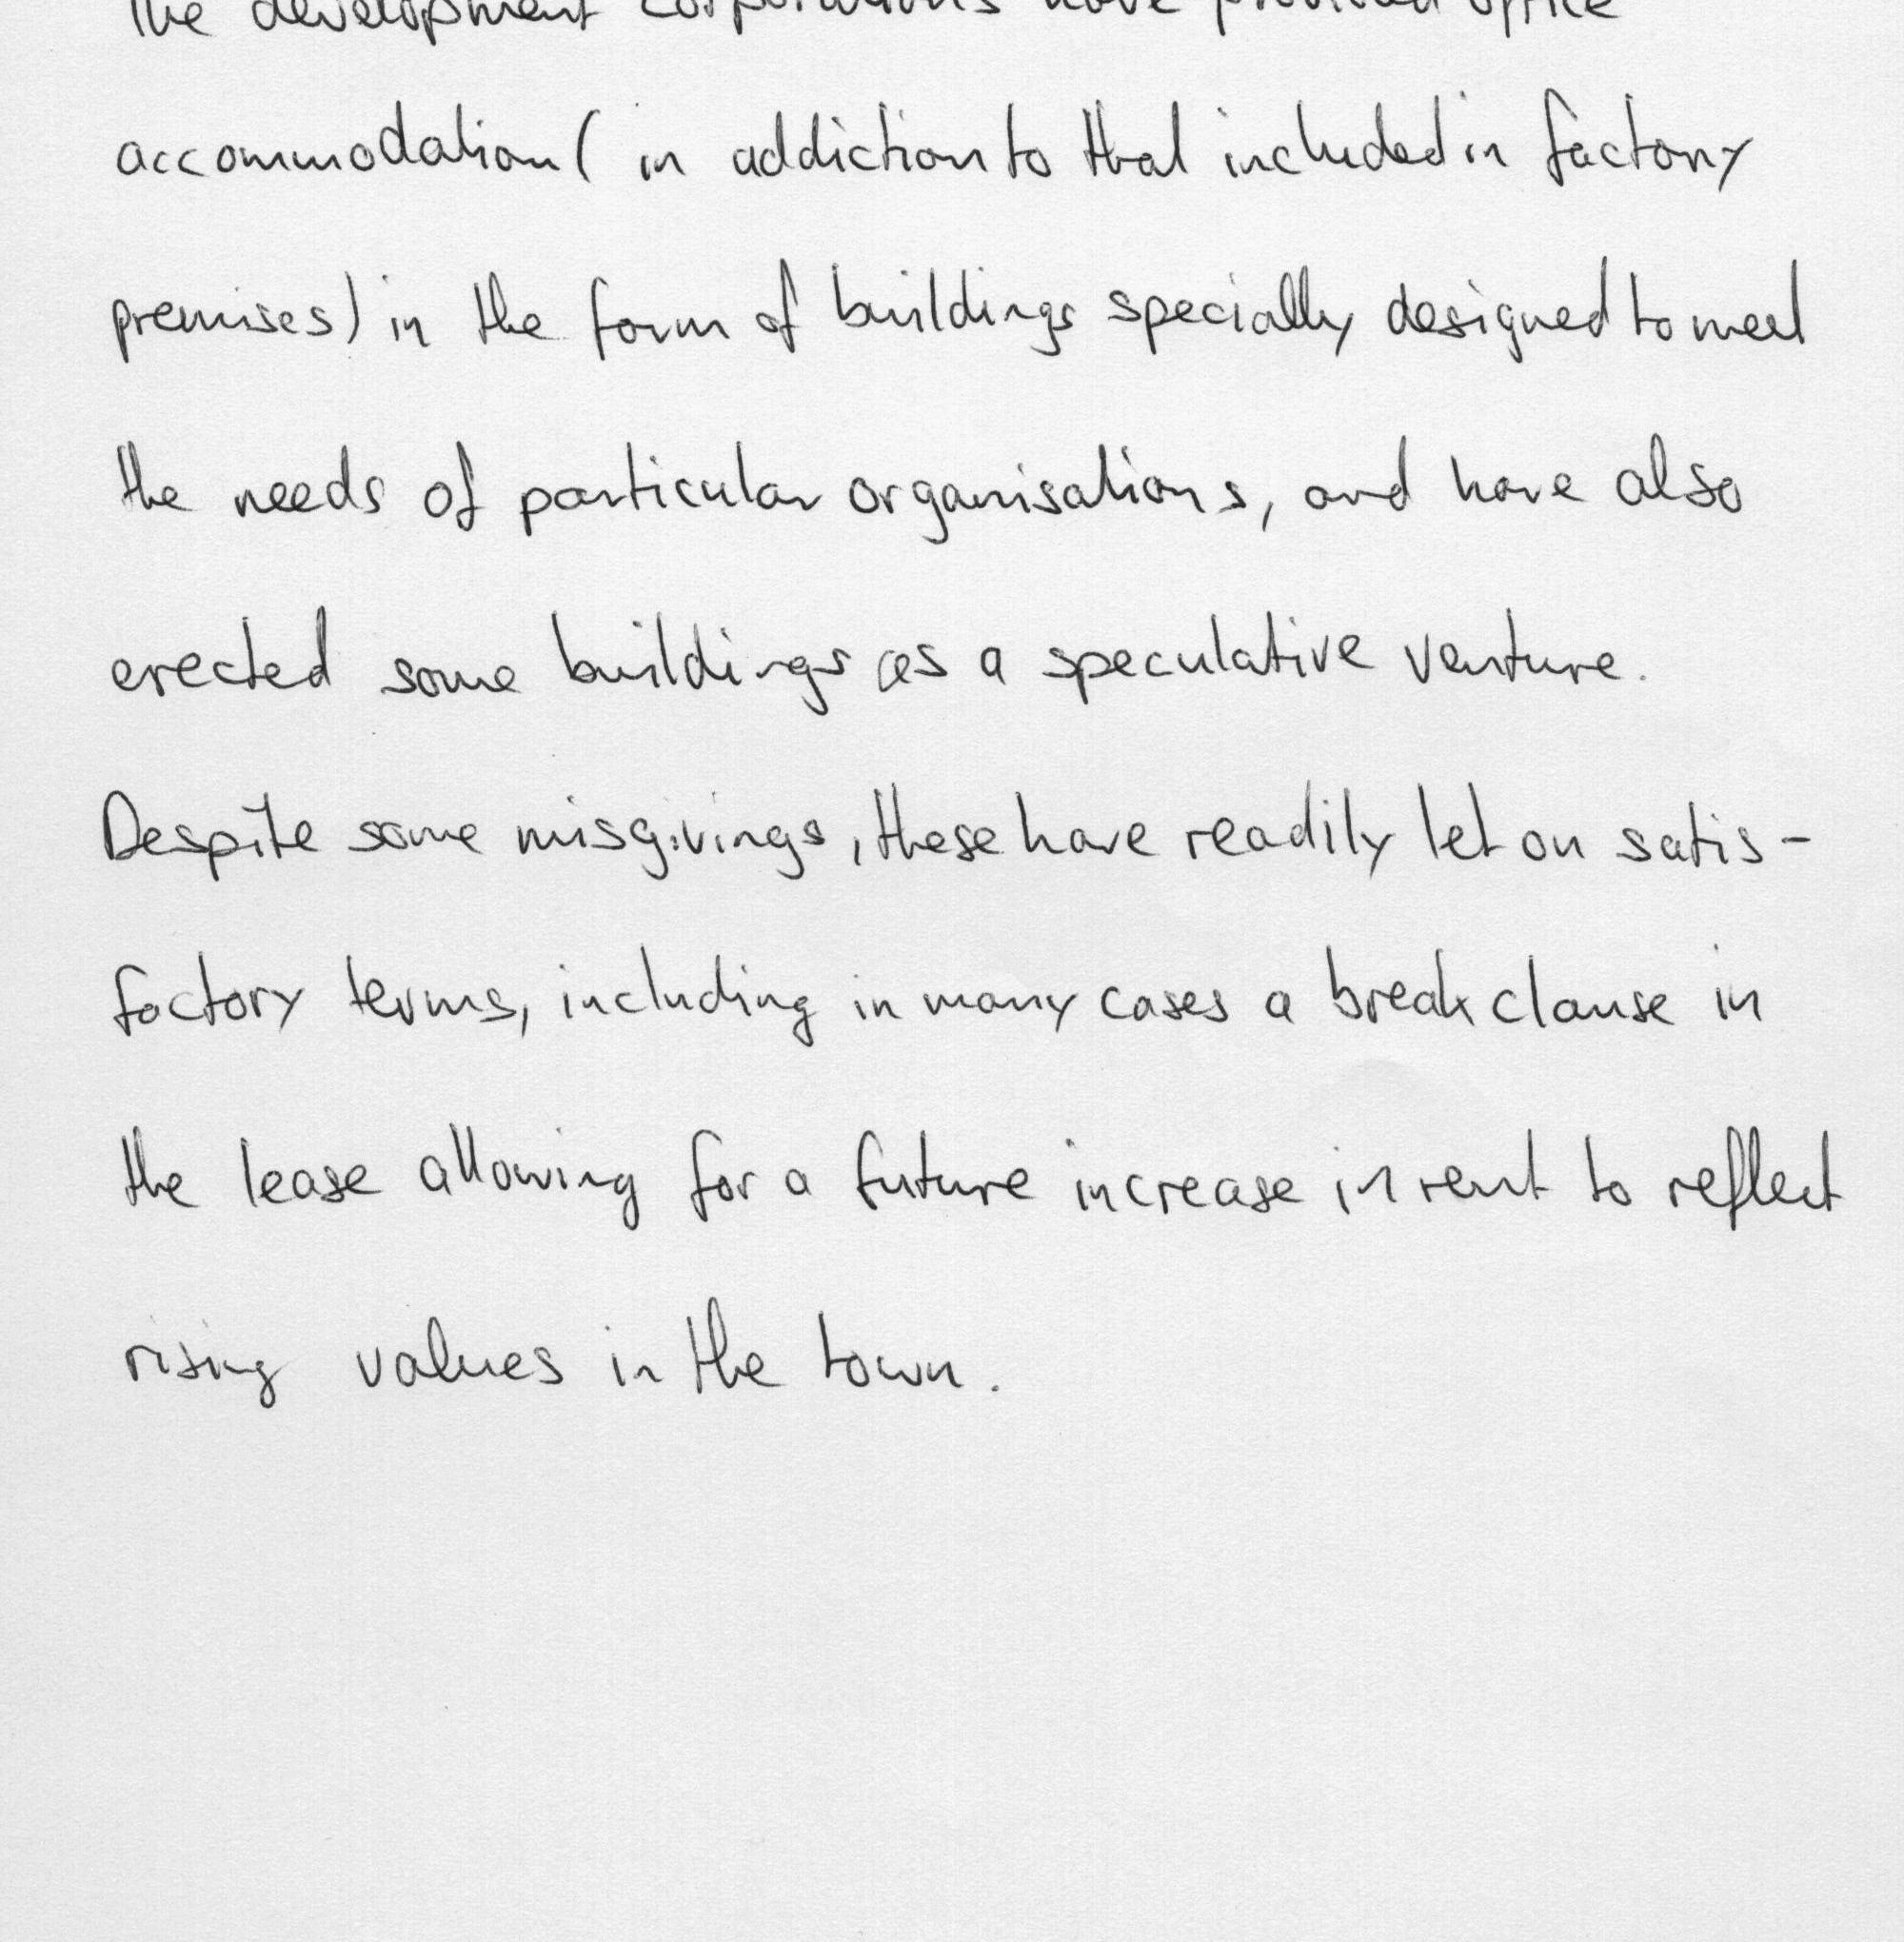 The development corporations have provided office
accommodation ( in addiction to that included in factory
premises) in the form of buildings specially designed to meet
the needs of particular organisations, and have also
erected some buildings as a speculative venture.
Despite some misgivings, these have readily let on satis-
factory terms, including in many cases a break clause in
the lease allowing for a future increase in rent to reflect
rising values in the town.